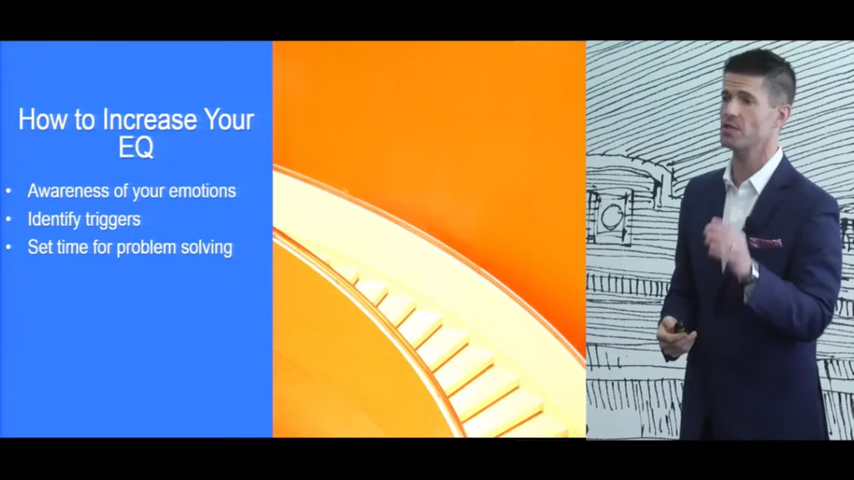 How to Increase Your
EQ
• Awareness of your emotions
• Identify triggers
• Set time for problem solving